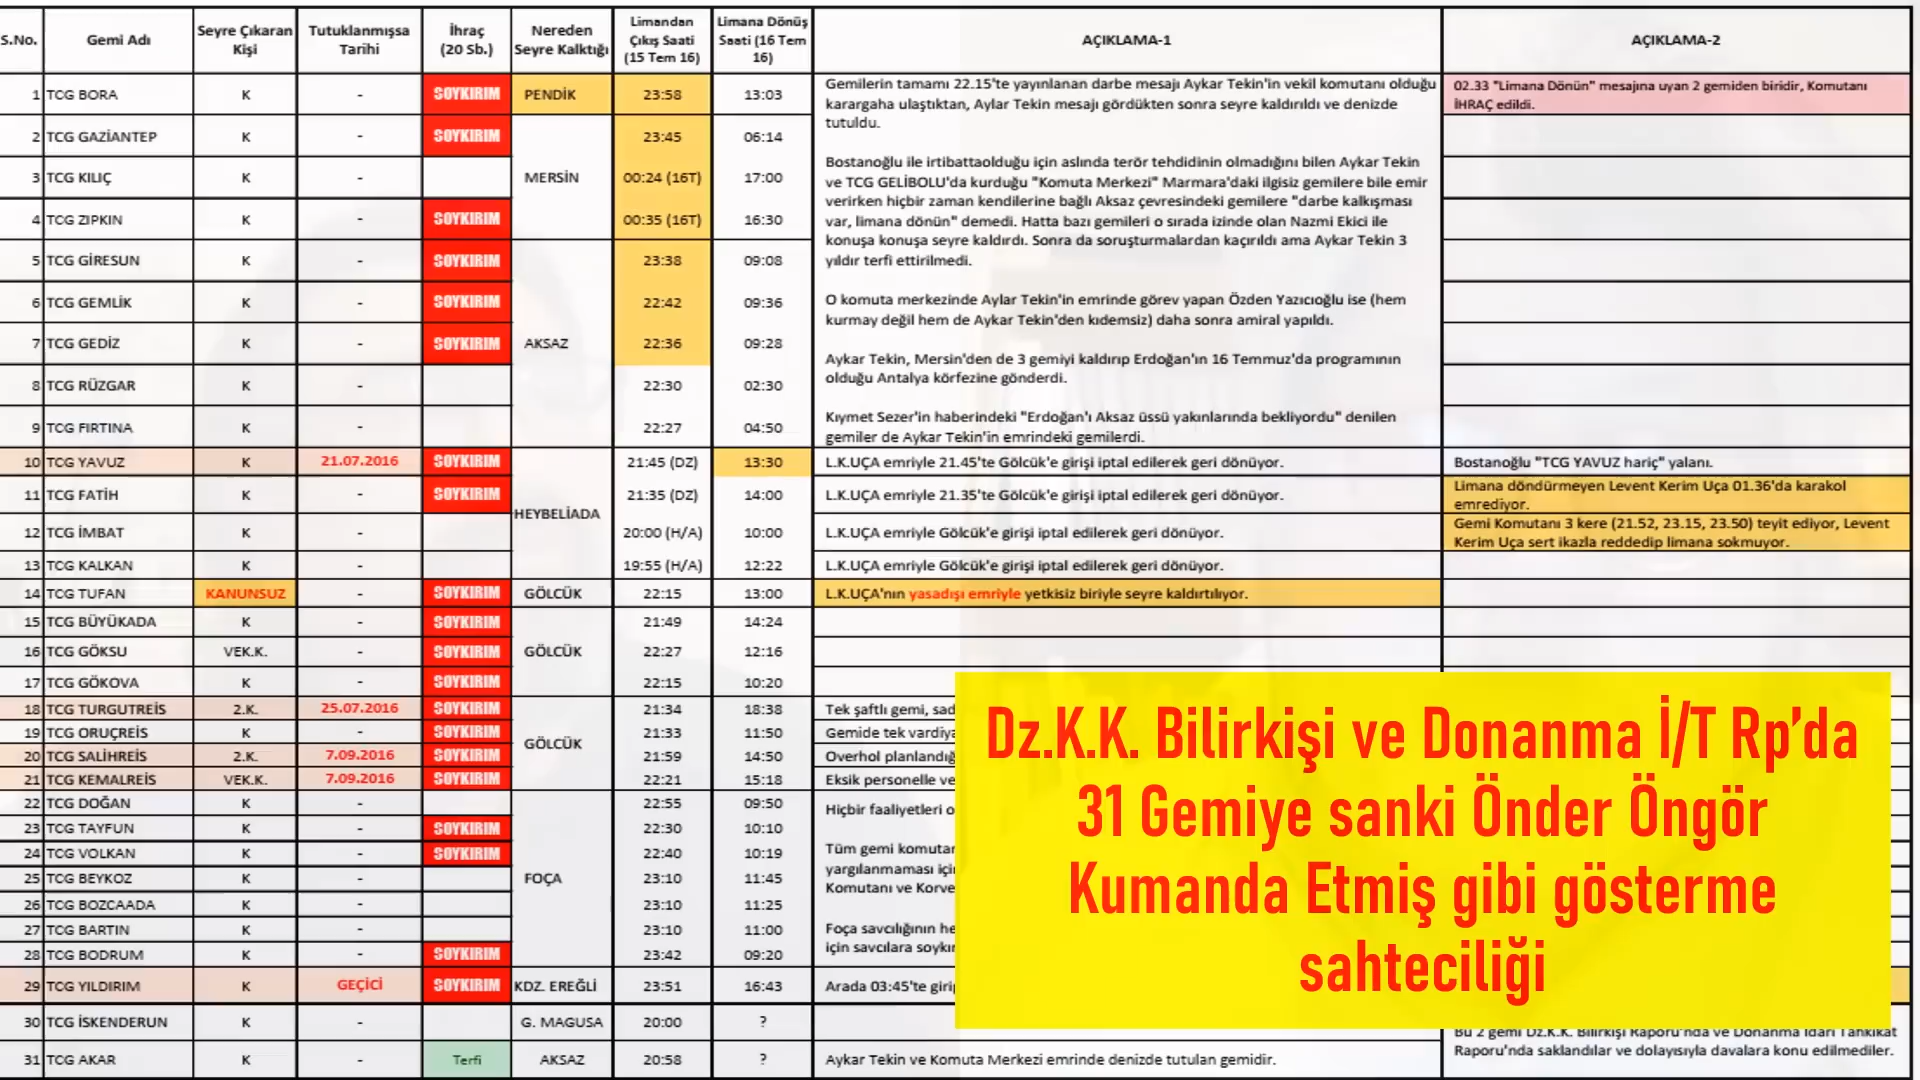 S.No.
Gemi Adı
Seyre Çıkaran
Kişi
Tutuklanmışsa
Tarihi
İhraç
(20 Sb.)
Nereden
Seyre Kalktığı
Limandan
Çıkış Saati
(15 Tem 16)
Limana Dönüş
Saati (16 Tem
16)
AÇIKLAMA-1
AÇIKLAMA-2
1 TCG BORA K - SOYKIRIM PENDİK 23:58 13:03
2 TCG GAZİANTEP K - SOYKIRIM 23:45 06:14
3 TCG KILIÇ K - MERSİN 00:24 (16T) 17:00
4 TCG ZIPKIN K - SOYKIRIM 00:35 (16T) 16:30
5 TCG GİRESUN K - SOYKIRIM 23:38 09:08
6 TCG GEMLİK K - SOYKIRIM 22:42 09:36
7 TCG GEDİZ K - SOYKIRIM AKSAZ 22:36 09:28
8 TCG RÜZGAR K - 22:30 02:30
9 TCG FIRTINA K - 22:27 04:50
Gemilerin tamamı 22.15'te yayınlanan darbe mesajı Aykar Tekin'in vekil komutanı olduğu
karargaha ulaştıktan, Aylar Tekin mesajı gördükten sonra seyre kaldırıldı ve denizde
tutuldu.
Bostanoğlu ile irtibattaolduğu için aslında terör tehdidinin olmadığını bilen Aykar Tekin
ve TCG GELİBOLU'da kurduğu "Komuta Merkezi" Marmara'daki ilgisiz gemilere bile emir
verirken hiçbir zaman kendilerine bağlı Aksaz çevresindeki gemilere "darbe kalkışması
var, limana dönün" demedi. Hatta bazı gemileri o sırada izinde olan Nazmi Ekici ile
konuşa konuşa seyre kaldırdı. Sonra da soruşturmalardan kaçırıldı ama Aykar Tekin 3
yıldır terfi ettirilmedi.
O komuta merkezinde Aylar Tekin'in emrinde görev yapan Özden Yazıcıoğlu ise (hem
kurmay değil hem de Aykar Tekin'den kıdemsiz) daha sonra amiral yapıldı.
Aykar Tekin, Mersin'den de 3 gemiyi kaldırıp Erdoğan'ın 16 Temmuz'da programının
olduğu Antalya körfezine gönderdi.
Kıymet Sezer'in haberindeki "Erdoğan'ı Aksaz üssü yakınlarında bekliyordu" denilen
gemiler de Aykar Tekin'in emrindeki gemilerdi.
02.33 "Limana Dönün" mesajına uyan 2 gemiden biridir, Komutanı
İHRAÇ edildi.
10 TCG YAVUZ K 21.07.2016 SOYKIRIM 21:45 (DZ) 13:30 L.K.UÇA emriyle 21.45'te Gölcük'e girişi iptal edilerek geri dönüyor. Bostanoğlu "TCG YAVUZ hariç" yalanı.
11 TCG FATİH K - SOYKIRIM 21:35 (DZ) 14:00 L.K.UÇA emriyle 21.35'te Gölcük'e girişi iptal edilerek geri dönüyor.
Limana döndürmeyen Levent Kerim Uça 01.36'da karakol
emrediyor.
HEYBELİADA
12 TCG İMBAT K - 20:00 (H/A) 10:00 L.K.UÇA emriyle Gölcük'e girişi iptal edilerek geri dönüyor.
Gemi Komutanı 3 kere (21.52, 23.15, 23.50) teyit ediyor, Levent
Kerim Uça sert ikazla reddedip limana sokmuyor.
13 TCG KALKAN K - 19:55 (H/A) 12:22 L.K.UÇA emriyle Gölcük'e girişi iptal edilerek geri dönüyor.
14 TCG TUFAN KANUNSUZ - SOYKIRIM GÖLCÜK 22:15 13:00 L.K.UÇA'nın yasadışı emriyle yetkisiz biriyle seyre kaldırtılıyor.
15 TCG BÜYÜKADA K - SOYKIRIM 21:49 14:24
16 TCG GÖKSU VEK.K. - SOYKIRIM GÖLCÜK 22:27 12:16
17 TCG GÖKOVA K - SOYKIRIM 22:15 10:20
18 TCG TURGUTREİS 2.K. 25.07.2016 SOYKIRIM 21:34 18:38 Tek şaftlı gemi, sad
19 TCG ORUÇREİS K - SOYKIRIM 21:33 11:50 Gemide tek vardiya
GÖLCÜK
20 TCG SALİHREİS 2.K. 7.09.2016 SOYKIRIM 21:59 14:50 Overhol planlandığ
21 TCG KEMALREİS VEK.K. 7.09.2016 SOYKIRIM 22:21 15:18 Eksik personelle ve
22 TCG DOĞAN K - 22:55 09:50
Hiçbir faaliyetleri o
23 TCG TAYFUN K - SOYKIRIM 22:30 10:10
24 TCG VOLKAN K - SOYKIRIM 22:40 10:19
Tüm gemi komutan
yargılanmaması içi
Komutanı ve Korve
25 TCG BEYKOZ K - FOÇA 23:10 11:45
26 TCG BOZCAADA K - 23:10 11:25
27 TCG BARTIN K - 23:10 11:00
Foça savcılığının he
için savcılara soykır
28 TCG BODRUM K - SOYKIRIM 23:42 09:20
29 TCG YILDIRIM K GEÇİCİ SOYKIRIM KDZ. EREĞLİ 23:51 16:43 Arada 03:45'te girip
30 TCG İSKENDERUN K - G. MAGUSA 20:00 ?
31 TCG AKAR K - Terfi AKSAZ 20:58 ? Aykar Tekin ve Komuta Merkezi emrinde denizde tutulan gemidir.
Bu 2 gemi Dz.K.K. Bilirkişi Raporu'nda ve Donanma İdari Tahkikat
Raporu'nda saklandılar ve dolayısıyla davalara konu edilmediler.
Dz.K.K. Bilirkişi ve Donanma İ/T Rp'da
31 Gemiye sanki Önder Öngör
Kumanda Etmiş gibi gösterme
sahteciliği